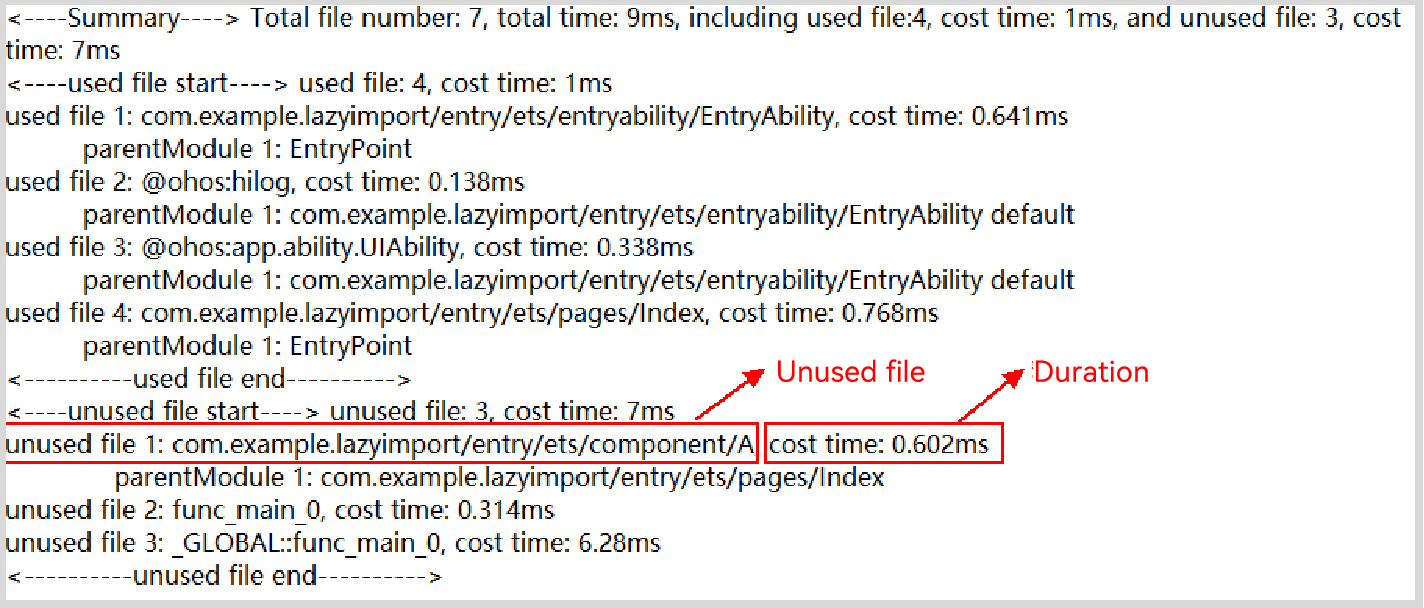 <----Summary----> Total file number: 7, total time: 9ms, including used file:4, cost time: 1ms, and unused file: 3, cost
time: 7ms
<----used file start----> used file: 4, cost time: 1ms
used file 1: com.example.lazyimport/entry/ets/entryability/EntryAbility, cost time: 0.641ms
parentModule 1: EntryPoint
used file 2: @ohos:hilog, cost time: 0.138ms
parentModule 1: com.example.lazyimport/entry/ets/entryability/EntryAbility default
used file 3: @ohos:app.ability.UIAbility, cost time: 0.338ms
parentModule 1: com.example.lazyimport/entry/ets/entryability/EntryAbility default
used file 4: com.example.lazyimport/entry/ets/pages/Index, cost time: 0.768ms
parentModule 1: EntryPoint
<----------used file end---------->
Unused file
Duration
<----unused file start----> unused file: 3, cost time: 7ms
unused file 1: com.example.lazyimport/entry/ets/component/A cost time: 0.602ms
parentModule 1: com.example.lazyimport/entry/ets/pages/Index
unused file 2: func_main_0, cost time: 0.314ms
unused file 3: _GLOBAL::func_main_0, cost time: 6.28ms
<----------unused file end---------->